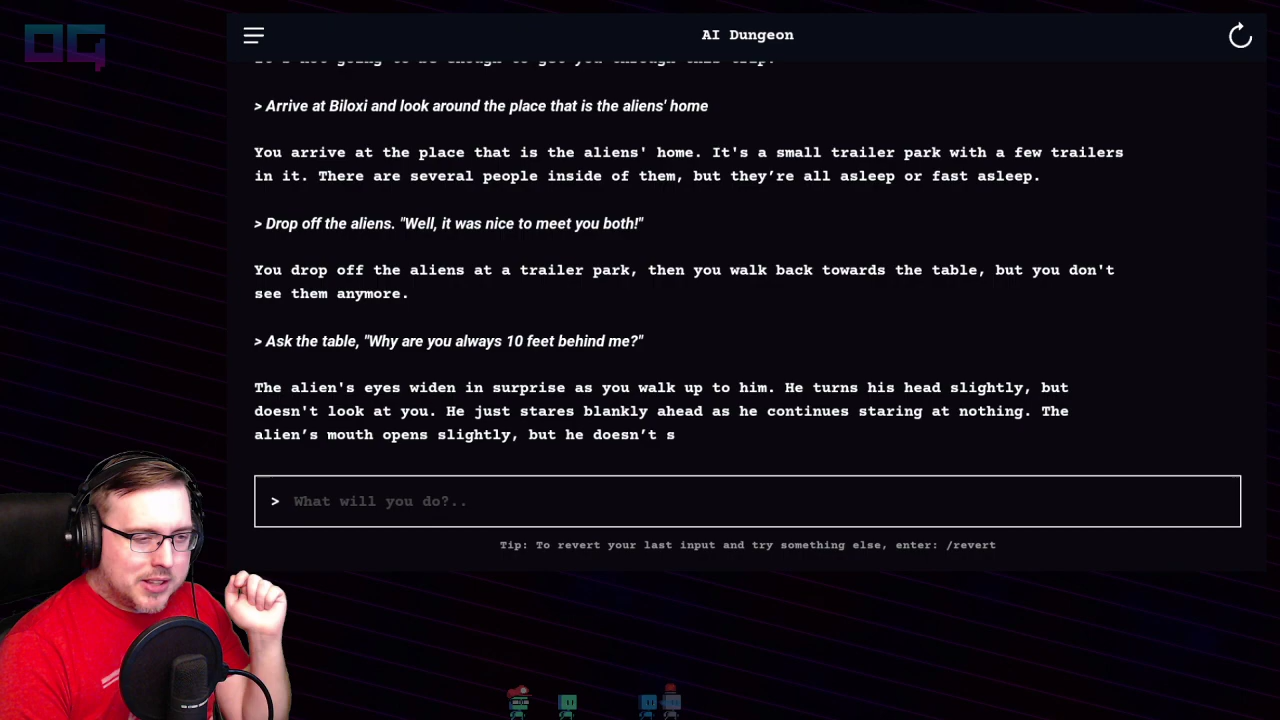 OG
AI Dungeon
> Arrive at Biloxi and look around the place that is the aliens' home
You arrive at the place that is the aliens' home. It's a small trailer park with a few trailers
in it. There are several people inside of them, but they’re all asleep or fast asleep.
> Drop off the aliens. "Well, it was nice to meet you both!"
You drop off the aliens at a trailer park, then you walk back towards the table, but you don't
see them anymore.
> Ask the table, "Why are you always 10 feet behind me?"
The alien's eyes widen in surprise as you walk up to him. He turns his head slightly, but
doesn't look at you. He just stares blankly ahead as he continues staring at nothing. The
alien’s mouth opens slightly, but he doesn’t s
> What will you do?..
Tip: To revert your last input and try something else, enter: /revert